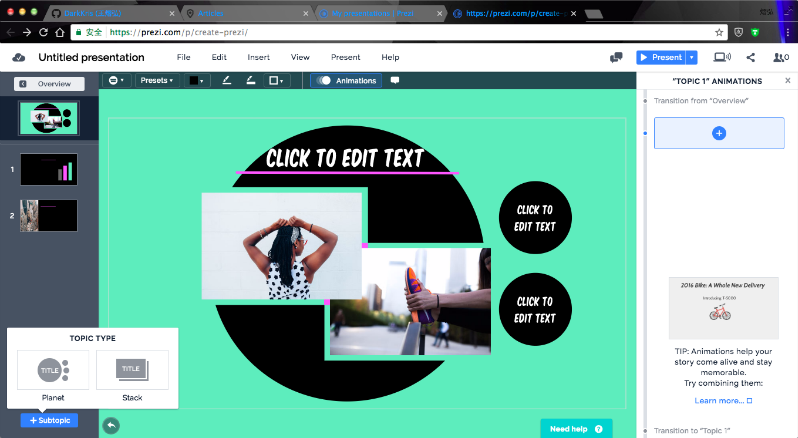 安全
https://prezi.com/p/create-prezi/
https://prezi.com/p/create-
Untitled presentation
File
Edit
Insert
View
Present
Help
Present
Overview
Presets
Animations
"TOPIC 1" ANIMATIONS
Transition from "Overview"
1
2
CLICK TO EDIT TEXT
CLICK TO
EDIT TEXT
CLICK TO
EDIT TEXT
2016 Bike: A Whole New Delivery
TIP: Animations help your
story come alive and stay
memorable.
Try combining them:
Learn more...
TOPIC TYPE
TITLE
TITLE
Planet
Stack
+ Subtopic
Need help
?
Transition to "Topic 1"
0